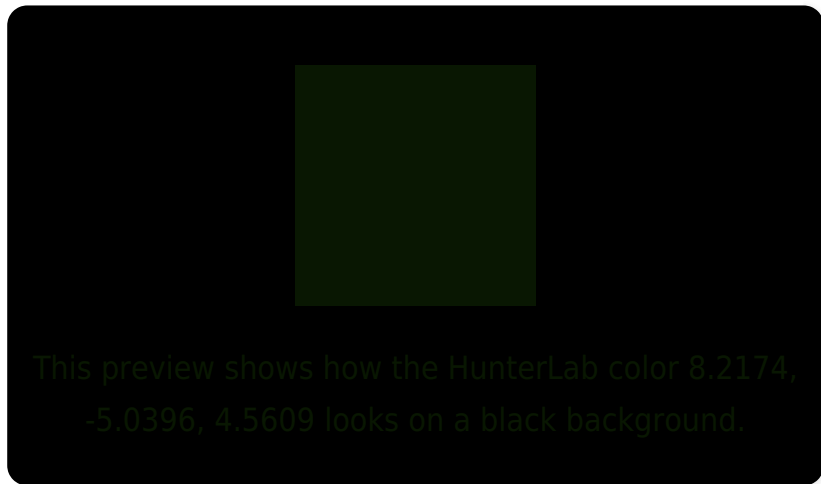 This preview shows how the HunterLab color 8.2174,
-5.0396, 4.5609 looks on a black background.